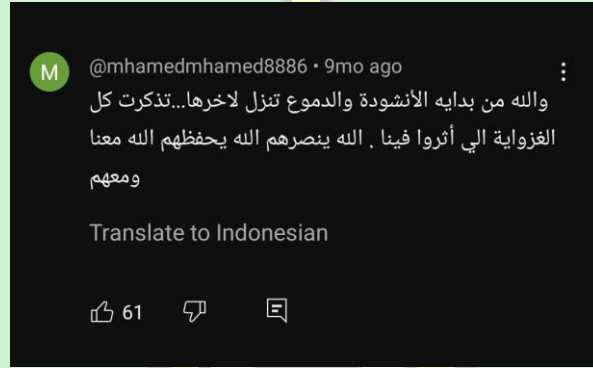 M
@mhamedmhamed8886 • 9mo ago
والله من بدايه الأنشودة والدموع تنزل لاخرها...تذكرت كل
الغزواية الي أثروا فينا . الله ينصرهم الله يحفظهم الله معنا
ومعهم
Translate to Indonesian
61